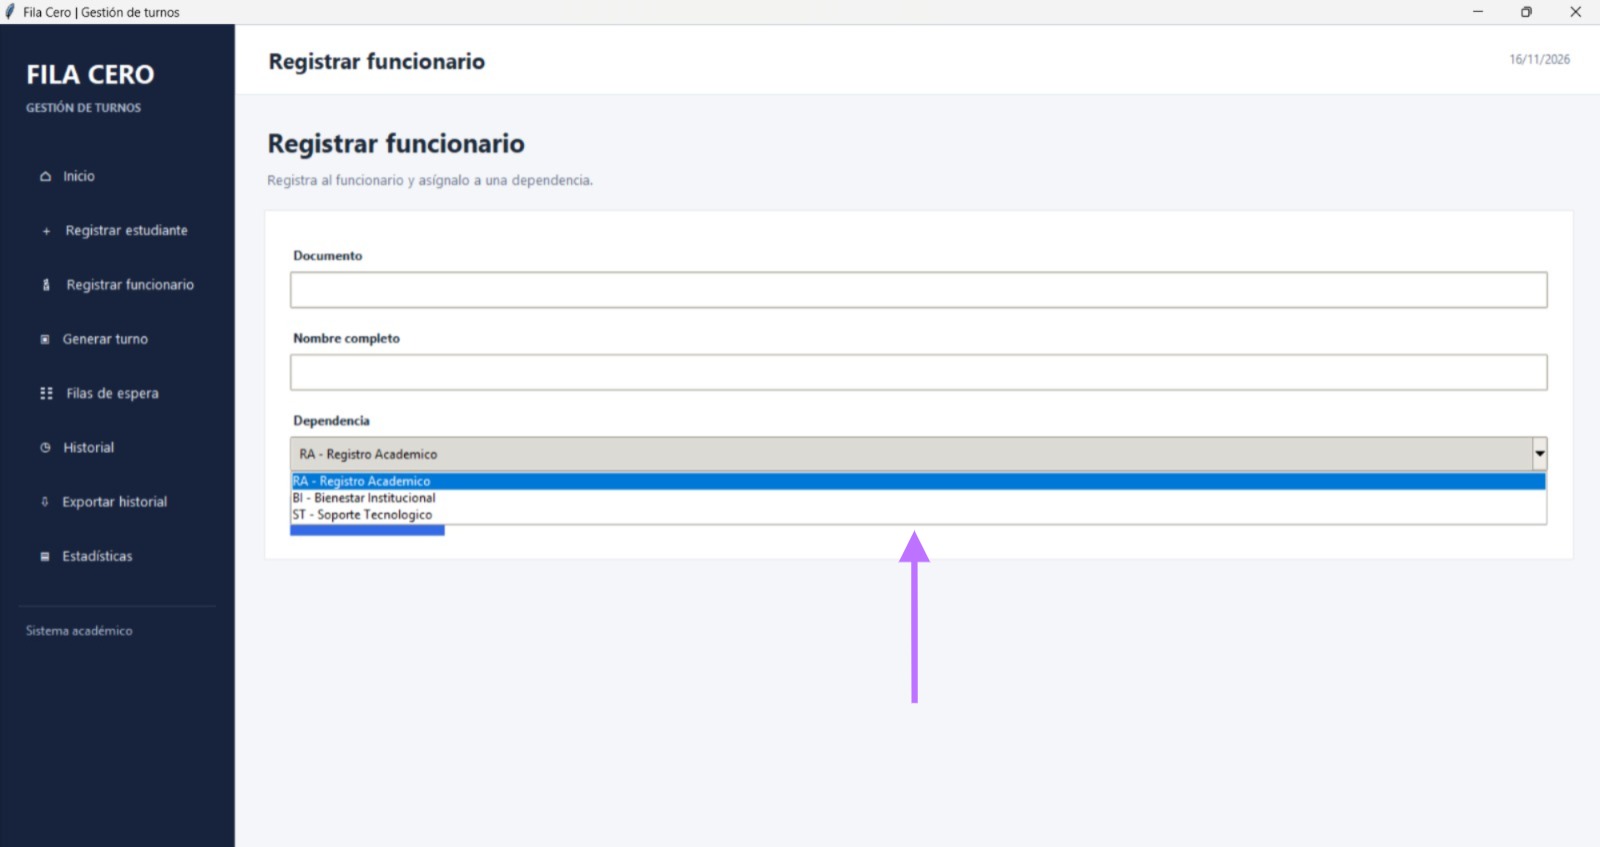 Fila Cero | Gestión de turnos
FILA CERO
GESTIÓN DE TURNOS
Inicio
Registrar estudiante
Registrar funcionario
Generar turno
Filas de espera
Historial
Exportar historial
Estadísticas
Sistema académico
Registrar funcionario
16/11/2026
Registrar funcionario
Registra al funcionario y asígnalo a una dependencia.
Documento
Nombre completo
Dependencia
RA - Registro Academico
RA - Registro Academico
BI - Bienestar Institucional
ST - Soporte Tecnologico